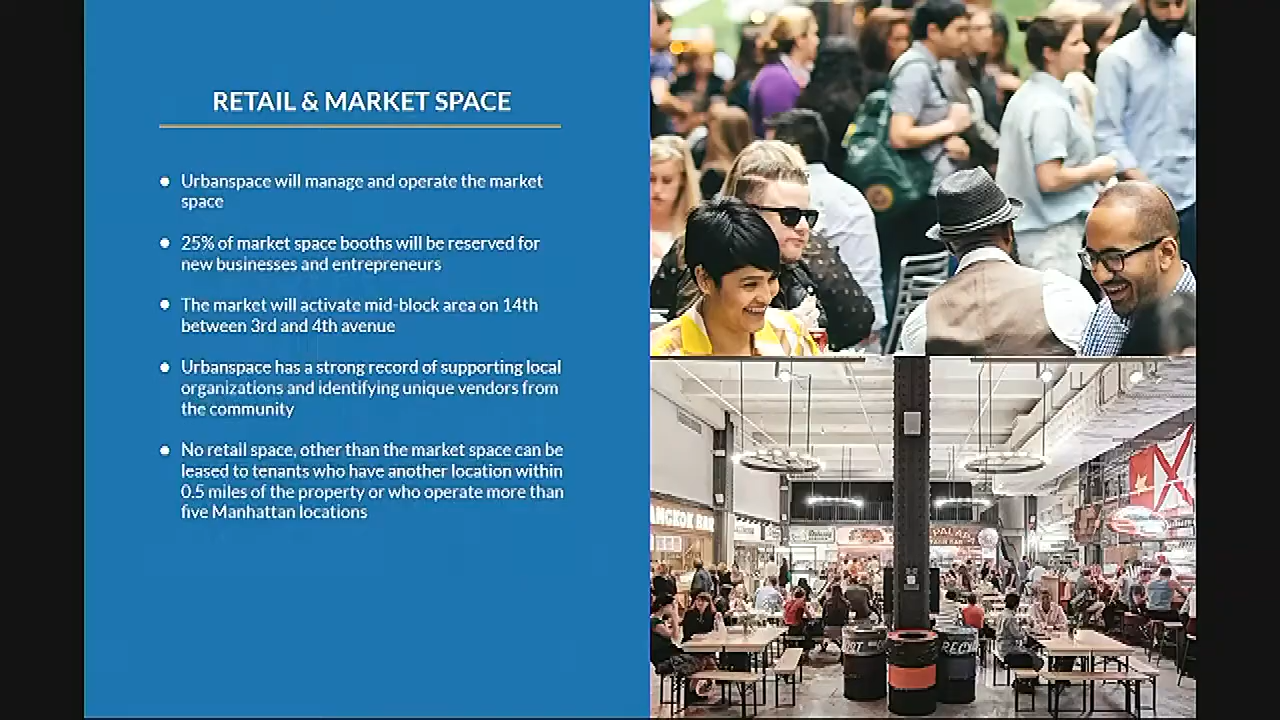 RETAIL & MARKET SPACE
Urbanspace will manage and operate the market
space
25% of market space booths will be reserved for
new businesses and entrepreneurs
The market will activate mid-block area on 14th
between 3rd and 4th avenue
Urbanspace has a strong record of supporting local
organizations and identifying unique vendors from
the community
No retail space, other than the market space can be
leased to tenants who have another location within
0.5 miles of the property or who operate more than
five Manhattan locations
ANGKOK BAR
PALAPA